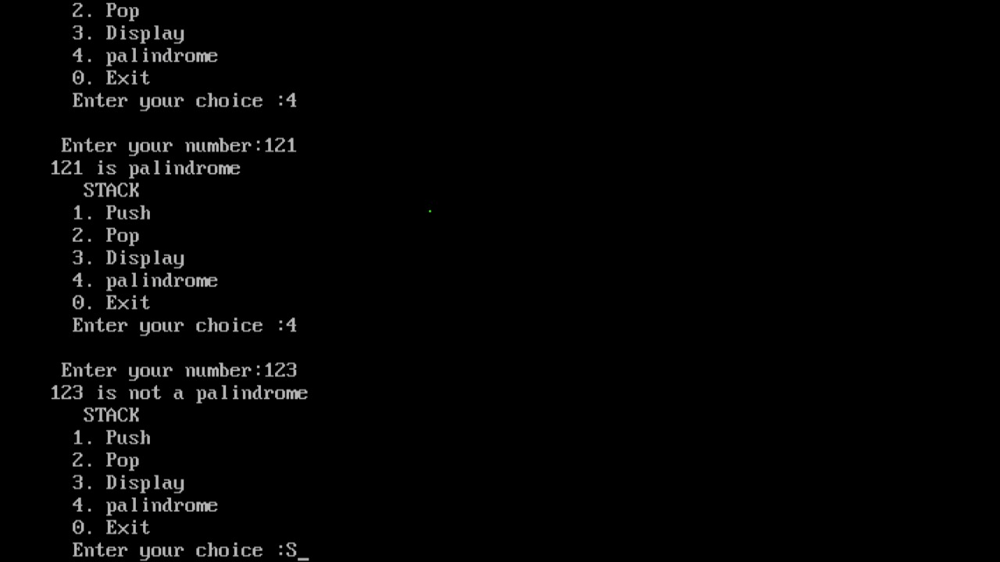 2. Pop
3. Display
4. palindrome
0. Exit
Enter your choice :4
Enter your number:121
121 is palindrome
STACK
1. Push
2. Pop
3. Display
4. palindrome
0. Exit
Enter your choice :4
Enter your number:123
123 is not a palindrome
STACK
1. Push
2. Pop
3. Display
4. palindrome
0. Exit
Enter your choice :S_